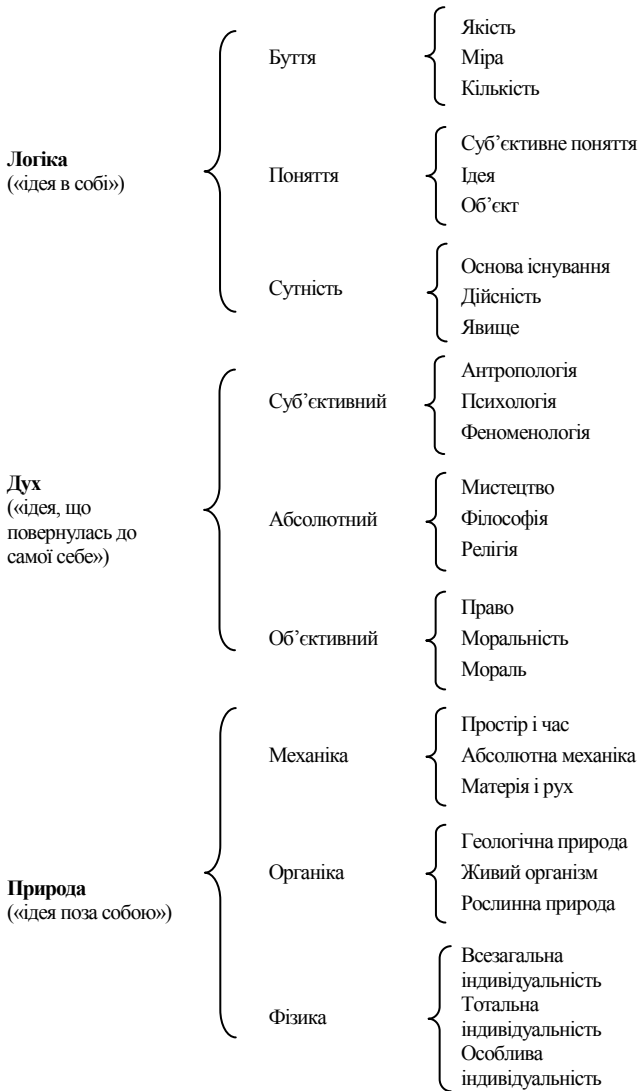 Логіка
(«ідея в собі»)
Буття
Якість
Міра
Кількість
Поняття
Суб’єктивне поняття
Ідея
Об’єкт
Сутність
Основа існування
Дійсність
Явище
Дух
(«ідея, що
повернулась до
самої себе»)
Суб’єктивний
Антропологія
Психологія
Феноменологія
Абсолютний
Мистецтво
Філософія
Релігія
Об’єктивний
Право
Моральність
Мораль
Природа
(«ідея поза собою»)
Механіка
Простір і час
Абсолютна механіка
Матерія і рух
Органіка
Геологічна природа
Живий організм
Рослинна природа
Фізика
Всезагальна
індивідуальність
Тотальна
індивідуальність
Особлива
індивідуальність